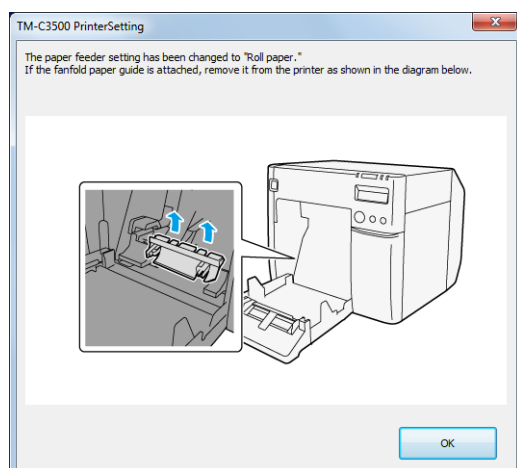 TM-C3500 PrinterSetting
The paper feeder setting has been changed to "Roll paper."
If the fanfold paper guide is attached, remove it from the printer as shown in the diagram below.
OK